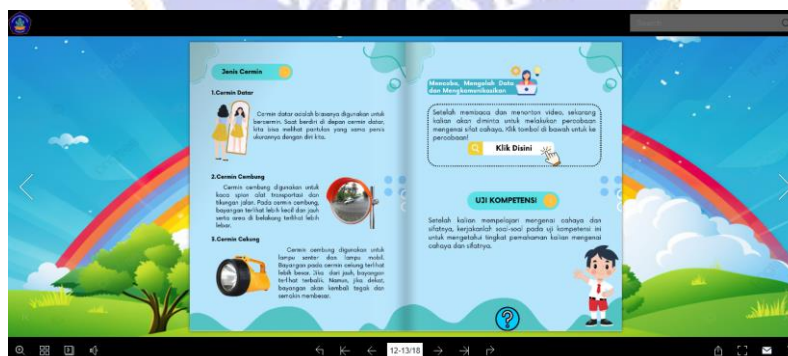 Jenis Cermin
1.Cermin Datar
Cermin datar adalah biasanya digunakan untuk
bercermin. Saat berdiri di depan cermin datar,
kita bisa melihat pantulan yang sama persis
ukurannya dengan diri kita.
2.Cermin Cembung
Cermin cembung digunakan untuk
kaca spion alat transportasi dan
tikungan jalan. Pada cermin cembung,
bayangan terlihat lebih kecil dan jauh
serta area di belakang terlihat lebih
lebar.
3.Cermin Cekung
Cermin cembung digunakan untuk
lampu senter dan lampu mobil.
Bayangan pada cermin cekung terlihat
lebih besar. Jika dari jauh, bayangan
terlihat terbalik. Namun, jika dekat,
bayangan akan kembali tegak dan
semakin membesar.
Mencoba, Mengolah Data
dan Mengkomunikasikan
Setelah membaca dan menonton video, sekarang
kalian akan diminta untuk melakukan percobaan
mengenai sifat cahaya. Klik tombol di bawah untuk ke
percobaan!
Klik Disini
UJI KOMPETENSI
Setelah kalian mempelajari mengenai cahaya dan
sifatnya, kerjakanlah soal-soal pada uji kompetensi ini
untuk mengetahui tingkat pemahaman kalian mengenai
cahaya dan sifatnya.
12-13/18